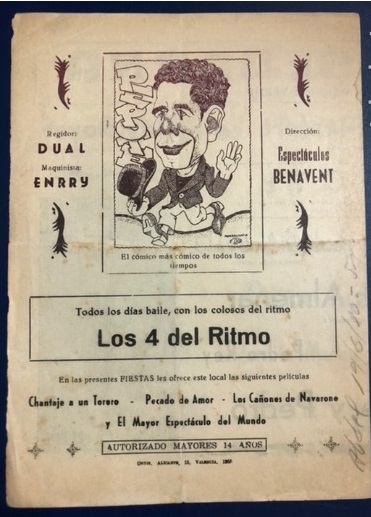 PEPE
Regidor:
DUAL
Maquinista:
ENRRY
Dirección:
Espectáculos
BENAVENT
El cómico más cómico de todos los
tiempos
Todos los días baile, con los colosos del ritmo
Los 4 del Ritmo
En las presentes FIESTAS les ofrece este local las siguientes películas
Chantaje a un Torero - Pecado de Amor - Los Cañones de Navarone
y El Mayor Espectáculo del Mundo
AUTORIZADO MAYORES 14 AÑOS
Valencia,